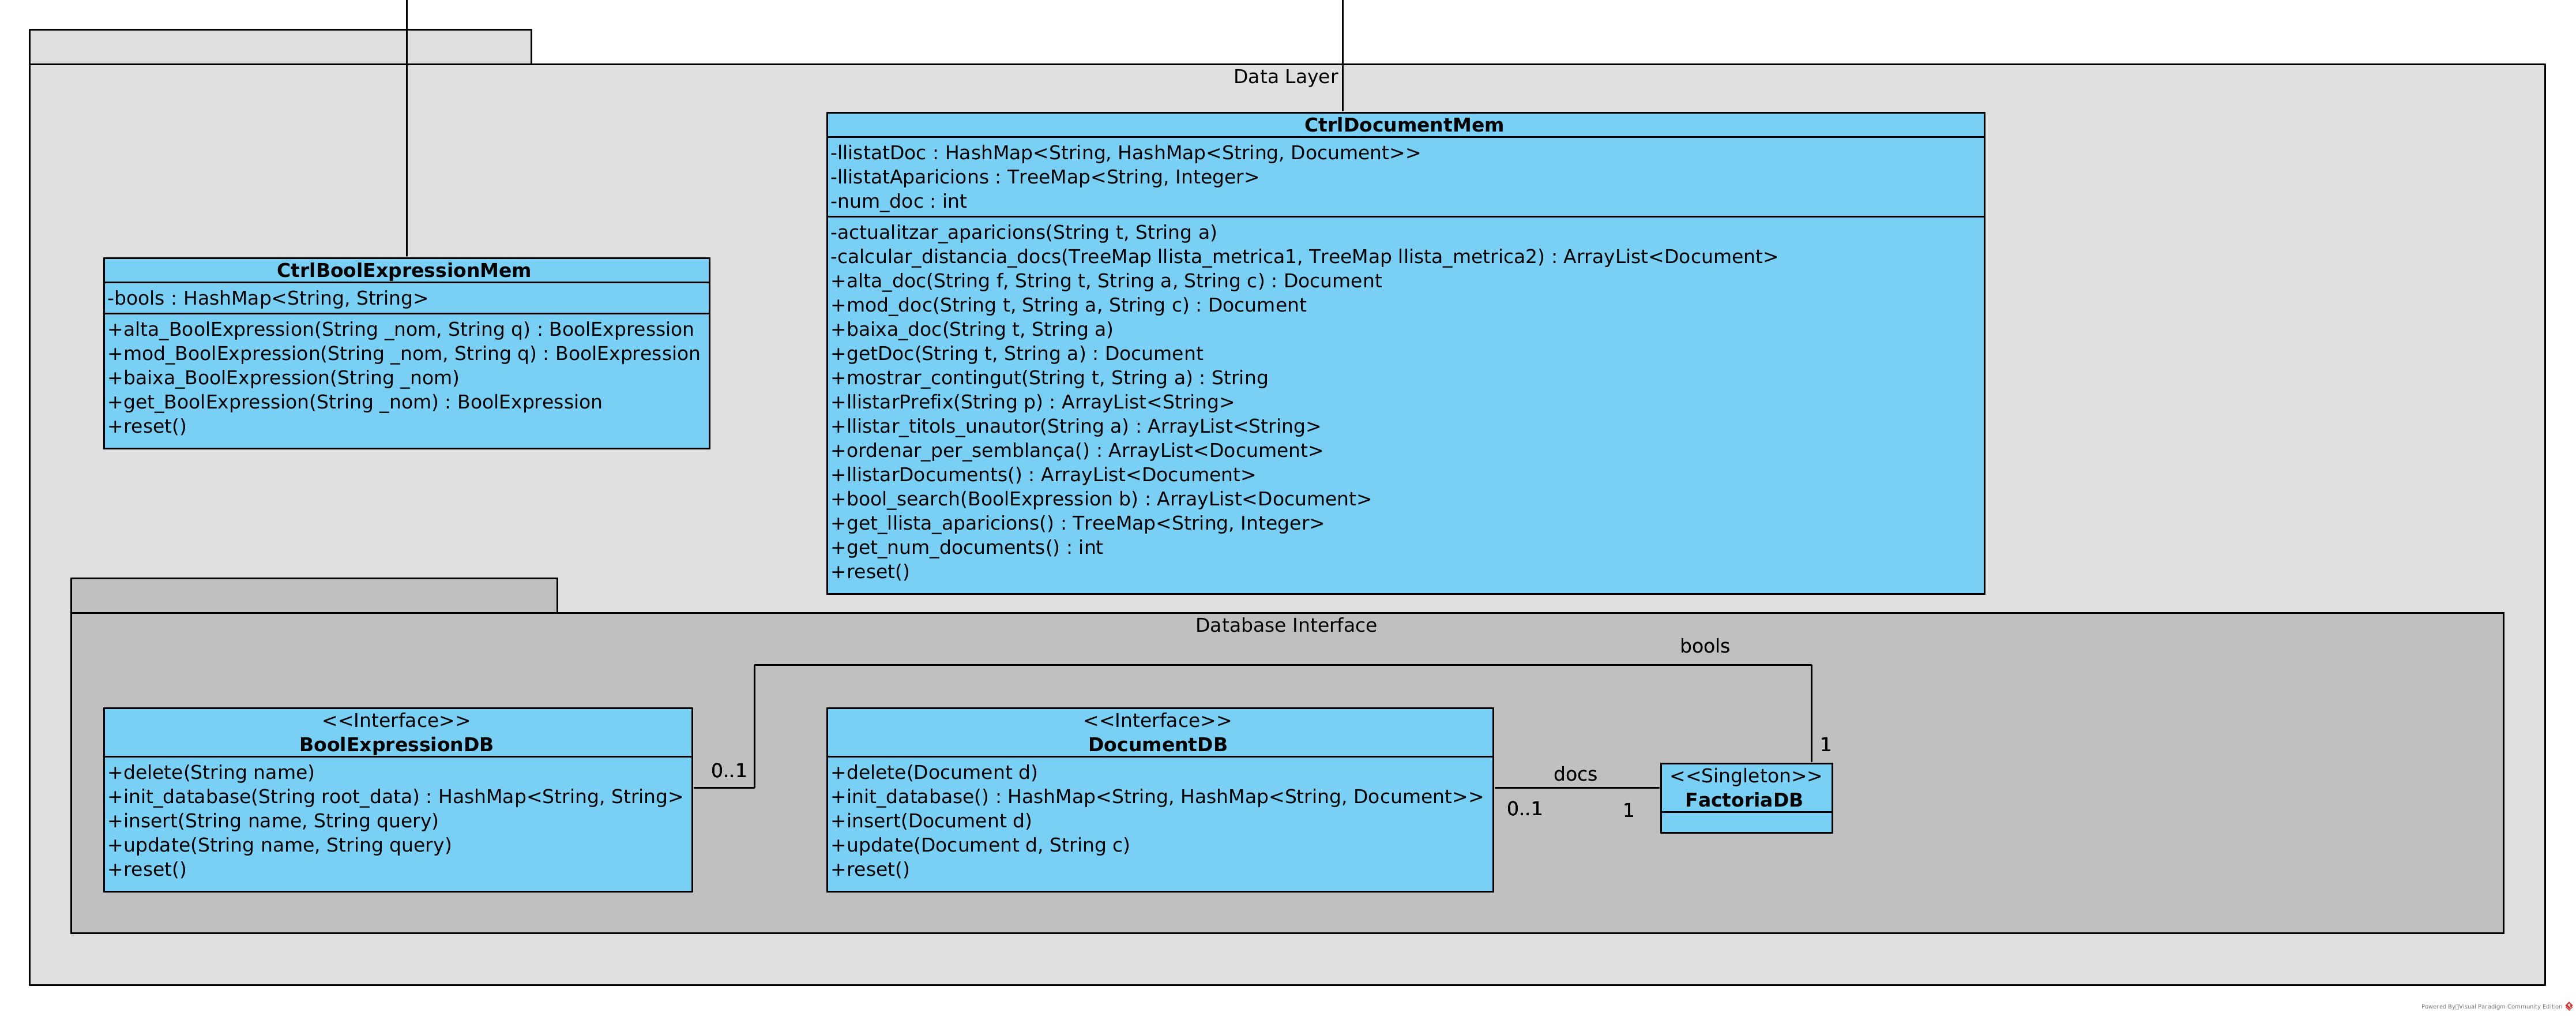 Data Layer
CtrlDocumentMem
-llistatDoc : HashMap<String, HashMap<String, Document>>
-llistatAparicions : TreeMap<String, Integer>
-num_doc : int
-actualitzar_aparicions(String t, String a)
-calcular_distancia_docs(TreeMap llista_metrica1, TreeMap llista_metrica2) : ArrayList<Document>
+alta_doc(String f, String t, String a, String c) : Document
+mod_doc(String t, String a, String c) : Document
+baixa_doc(String t, String a)
+getDoc(String t, String a) : Document
+mostrar_contingut(String t, String a) : String
+llistarPrefix(String p) : ArrayList<String>
+llistar_titols_unautor(String a) : ArrayList<String>
+ordenar_per_semblança() : ArrayList<Document>
+llistarDocuments() : ArrayList<Document>
+bool_search(BoolExpression b) : ArrayList<Document>
+get_llista_aparicions() : TreeMap<String, Integer>
+get_num_documents() : int
+reset()
CtrlBoolExpressionMem
-bools : HashMap<String, String>
+alta_BoolExpression(String _nom, String q) : BoolExpression
+mod_BoolExpression(String _nom, String q) : BoolExpression
+baixa_BoolExpression(String _nom)
+get_BoolExpression(String _nom) : BoolExpression
+reset()
Database Interface
bools
<<Interface>>
BoolExpressionDB
+delete(String name)
+init_database(String root_data) : HashMap<String, String>
+insert(String name, String query)
+update(String name, String query)
+reset()
0..1
<<Interface>>
DocumentDB
+delete(Document d)
+init_database() : HashMap<String, HashMap<String, Document>>
+insert(Document d)
+update(Document d, String c)
+reset()
docs
0..1
1
1
<<Singleton>>
FactoriaDB
Powered By Visual Paradigm Community Edition